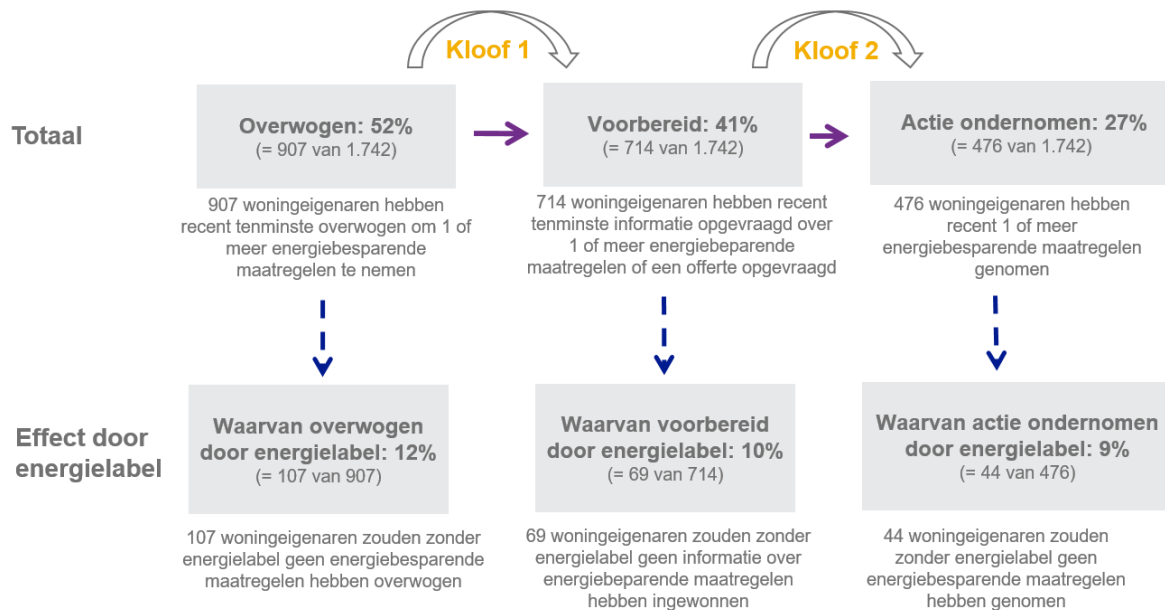 Kloof 1
Kloof 2
Totaal
Overwogen: 52%
(= 907 van 1.742)
Voorbereid: 41%
(= 714 van 1.742)
Actie ondernomen: 27%
(= 476 van 1.742)
907 woningeigenaren hebben
recent tenminste overwogen om 1 of
meer energiebesparende
maatregelen te nemen
714 woningeigenaren hebben recent
tenminste informatie opgevraagd over
1 of meer energiebeparende
maatregelen of een offerte opgevraagd
476 woningeigenaren hebben
recent 1 of meer
energiebesparende maatregelen
genomen
Effect door
energielabel
Waarvan overwogen
door energielabel: 12%
(= 107 van 907)
Waarvan voorbereid
door energielabel: 10%
(= 69 van 714)
Waarvan actie ondernomen
door energielabel: 9%
(= 44 van 476)
107 woningeigenaren zouden zonder
energielabel geen energiebesparende
maatregelen hebben overwogen
69 woningeigenaren zouden zonder
energielabel geen informatie over
energiebeparende maatregelen
hebben ingewonnen
44 woningeigenaren zouden
zonder energielabel geen
energiebesparende maatregelen
hebben genomen